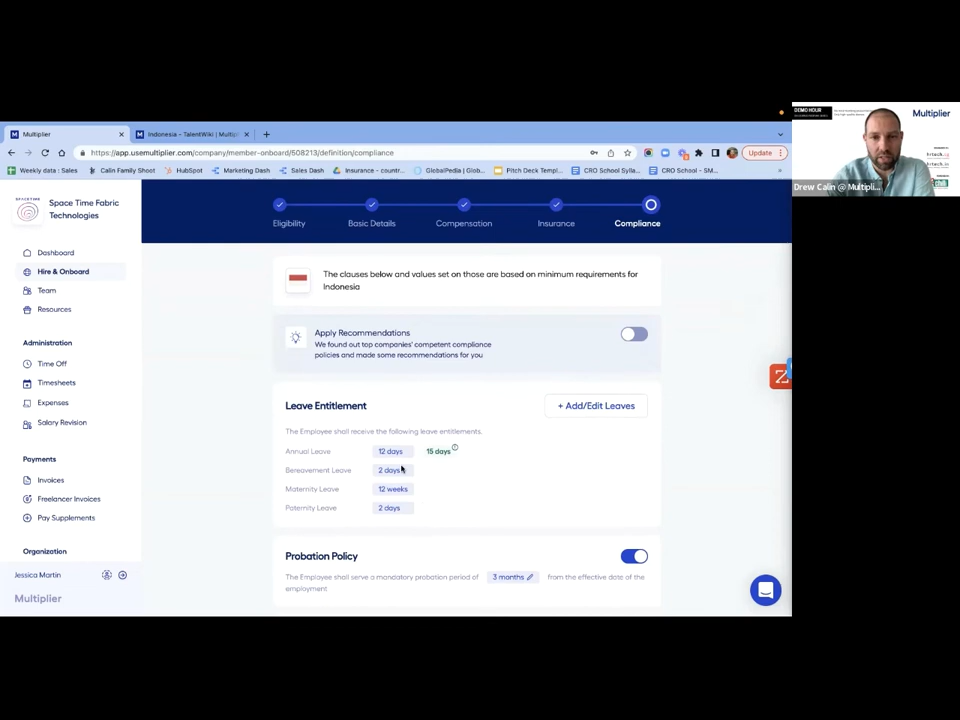 Multiplier
Indonesia - TalentWiki | Multipl
https://app.usemultiplier.com/company/member-onboard/508213/definition/compliance
Update
Weekly data : Sales
Calin Family Shoot
HubSpot
Marketing Dash
Sales Dash
Insurance - countr...
GlobalPedia | Glob...
Pitch Deck Templ...
CRO School Sylla...
CRO School - SM...
DEMO HOUR
Multiplier
Drew Calin @ Multipli...
SPACETIME
Space Time Fabric
Technologies
Dashboard
Hire & Onboard
Team
Resources
Administration
Time Off
Timesheets
Expenses
Salary Revision
Payments
Invoices
Freelancer Invoices
Pay Supplements
Organization
Jessica Martin
Multiplier
Eligibility
Basic Details
Compensation
Insurance
Compliance
The clauses below and values set on those are based on minimum requirements for
Indonesia
Apply Recommendations
We found out top companies' competent compliance
policies and made some recommendations for you
Leave Entitlement
+ Add/Edit Leaves
The Employee shall receive the following leave entitlements.
Annual Leave 12 days 15 days
Bereavement Leave 2 days
Maternity Leave 12 weeks
Paternity Leave 2 days
Probation Policy
The Employee shall serve a mandatory probation period of 3 months from the effective date of the
employment